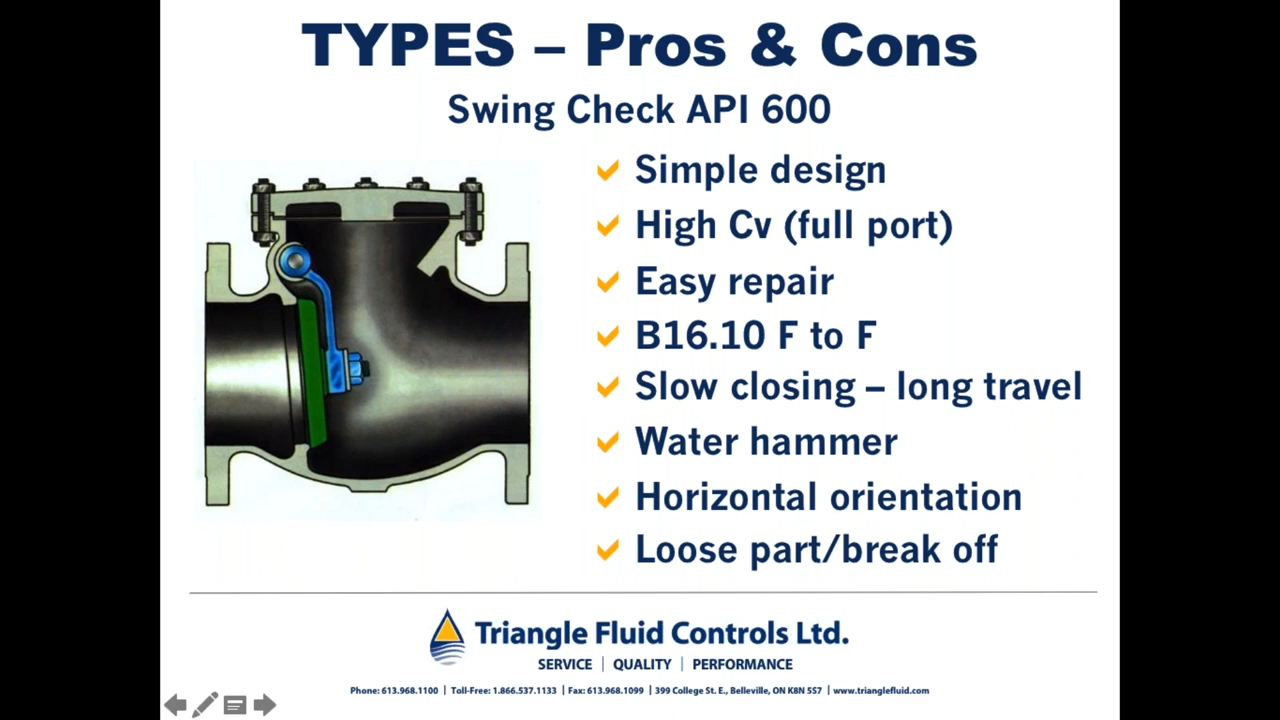 TYPES – Pros & Cons
Swing Check API 600
Simple design
High Cv (full port)
Easy repair
B16.10 F to F
Slow closing – long travel
Water hammer
Horizontal orientation
Loose part/break off
Triangle Fluid Controls Ltd.
SERVICE | QUALITY | PERFORMANCE
Phone: 613.968.1100 | Toll-Free: 1.866.537.1133 | Fax: 613.968.1099 | 399 College St. E., Belleville, ON K8N 5S7 | www.trianglefluid.com